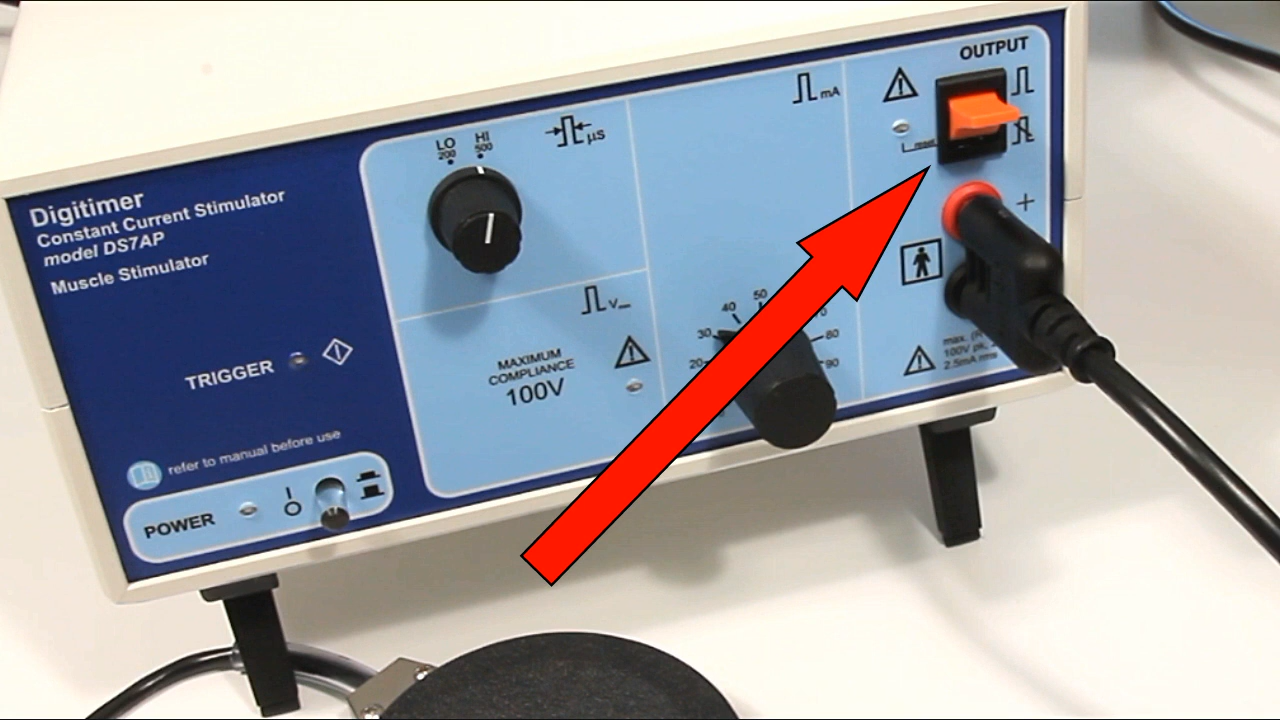 Digitimer
Constant Current Stimulator
model DS7AP
Muscle Stimulator
TRIGGER
refer to manual before use
POWER
I
O
LO
200
HI
500
µS
V
MAXIMUM
COMPLIANCE
100V
mA
20
30
40
50
80
90
OUTPUT
+
max.
100V pk,
2.5mA rms